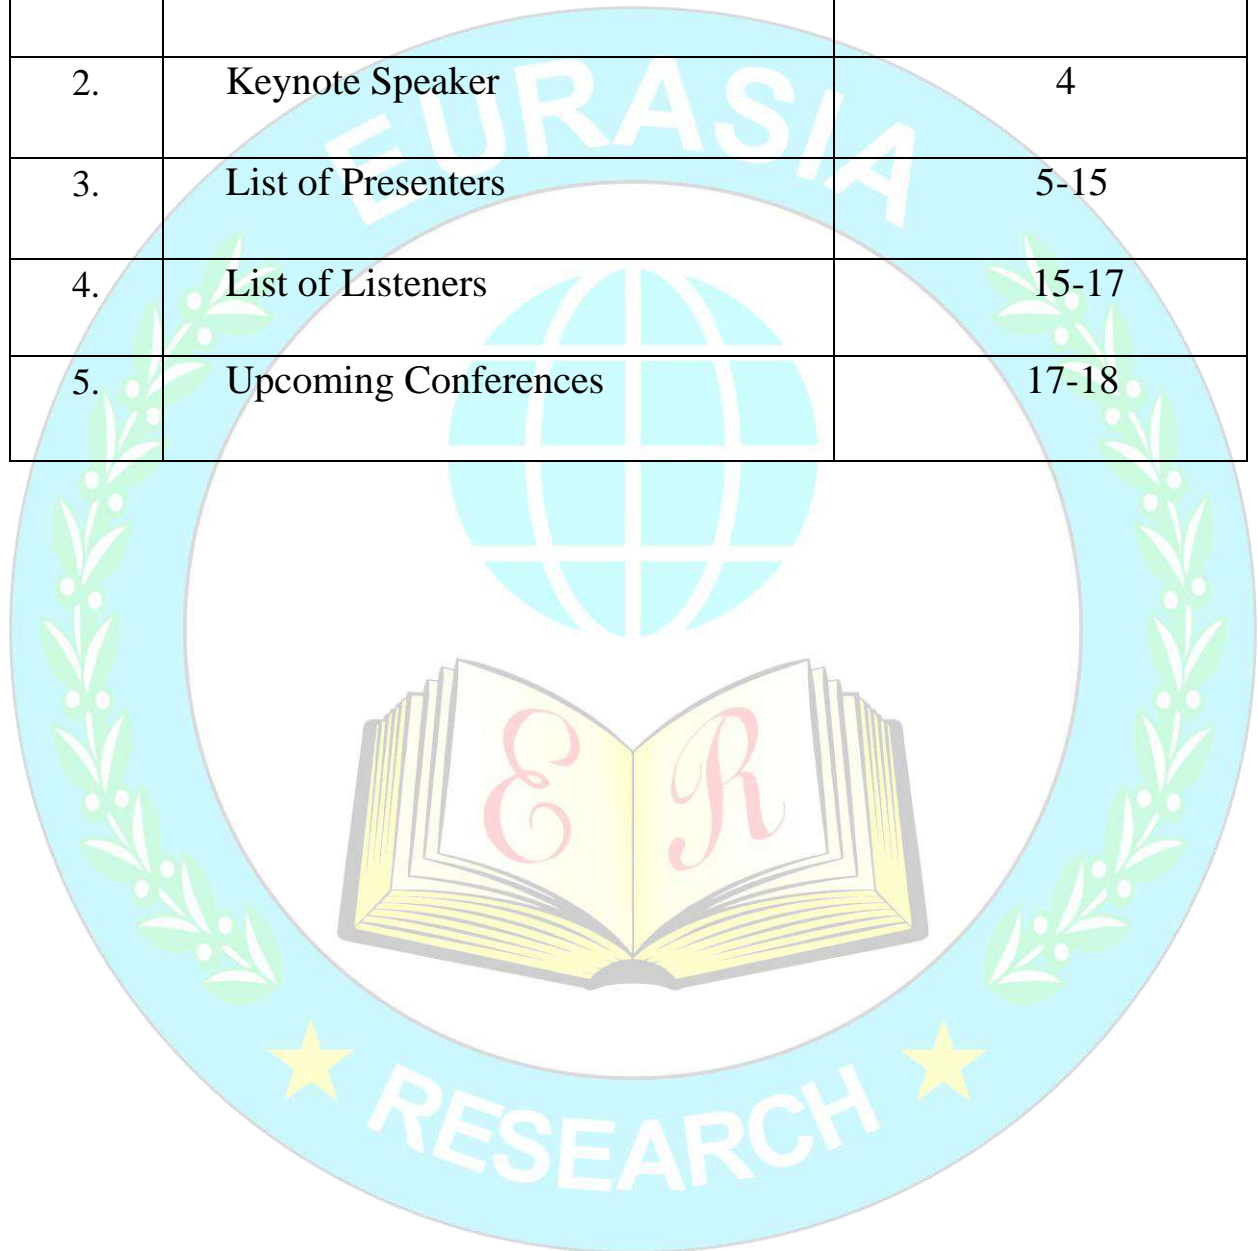 2. Keynote Speaker 4
3. List of Presenters 5-15
4. List of Listeners 15-17
5. Upcoming Conferences 17-18
EURASIA
E R
RESEARCH